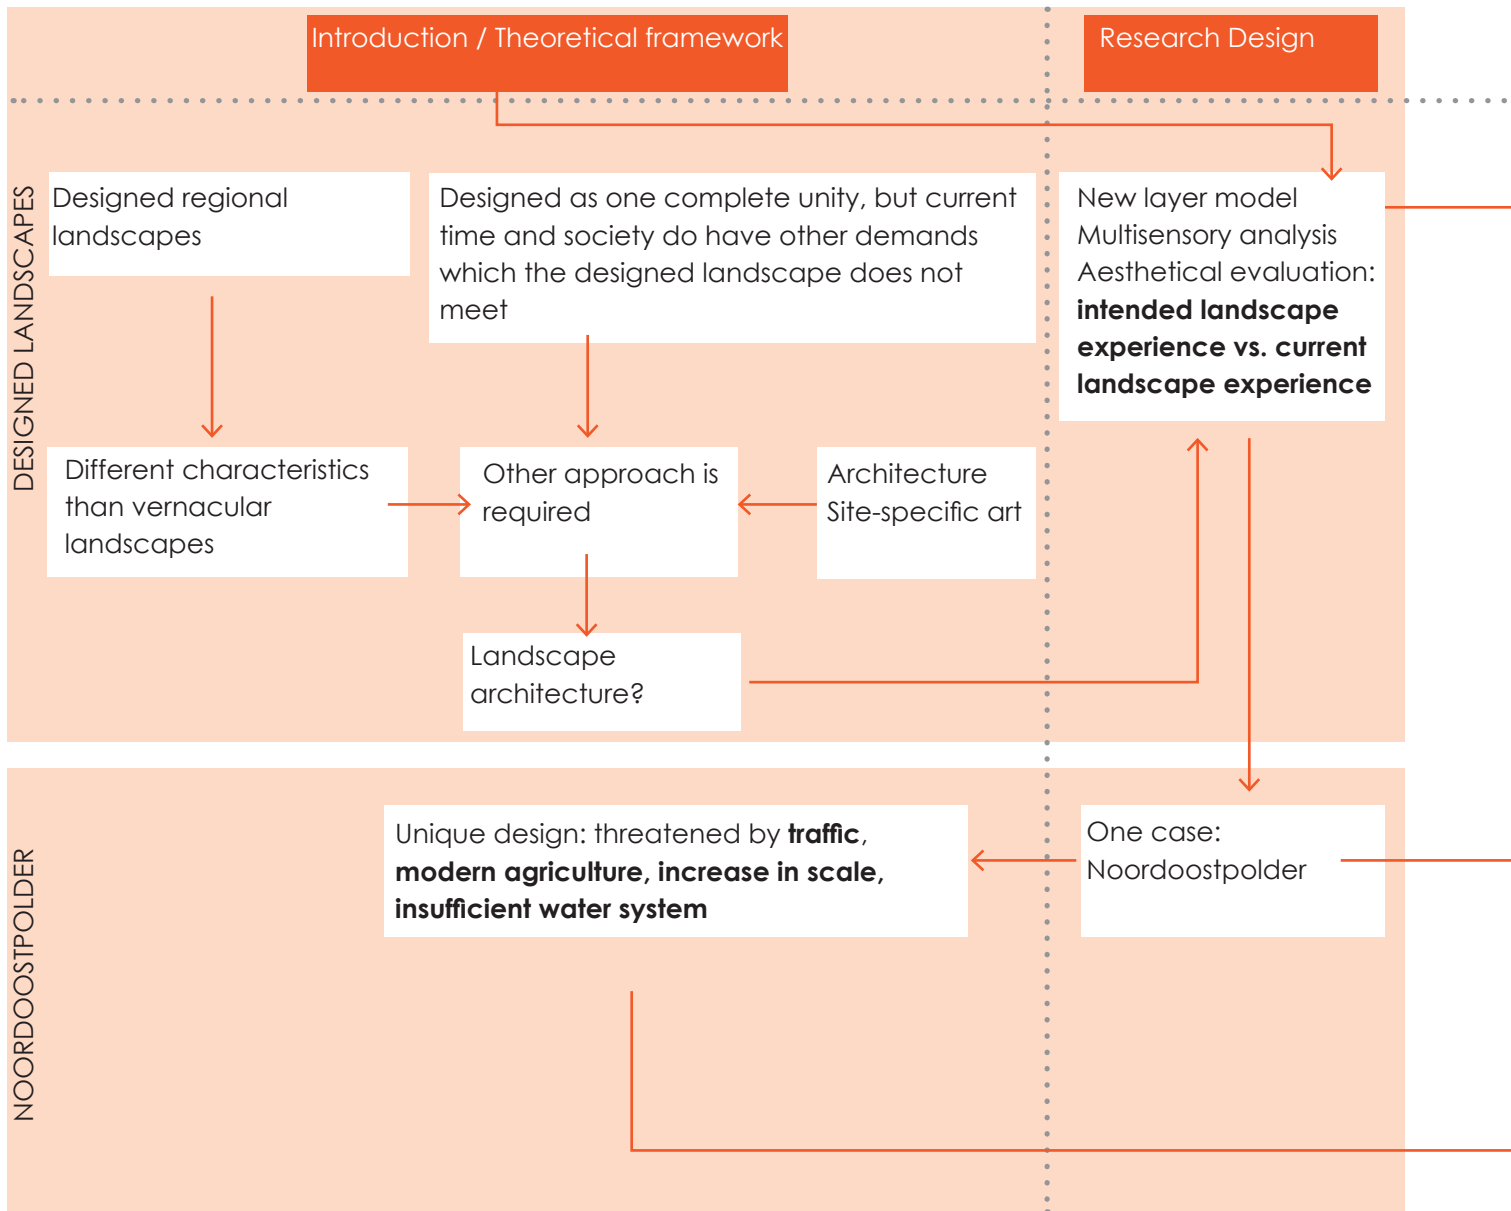 Introduction / Theoretical framework
Research Design
DESIGNED LANDSCAPES
Designed regional
landscapes
Designed as one complete unity, but current
time and society do have other demands
which the designed landscape does not
meet
New layer model
Multisensory analysis
Aesthetical evaluation:
intended landscape
experience vs. current
landscape experience
Different characteristics
than vernacular
landscapes
Other approach is
required
Architecture
Site-specific art
Landscape
architecture?
NOORDOOSTPOLDER
Unique design: threatened by traffic,
modern agriculture, increase in scale,
insufficient water system
One case:
Noordoostpolder